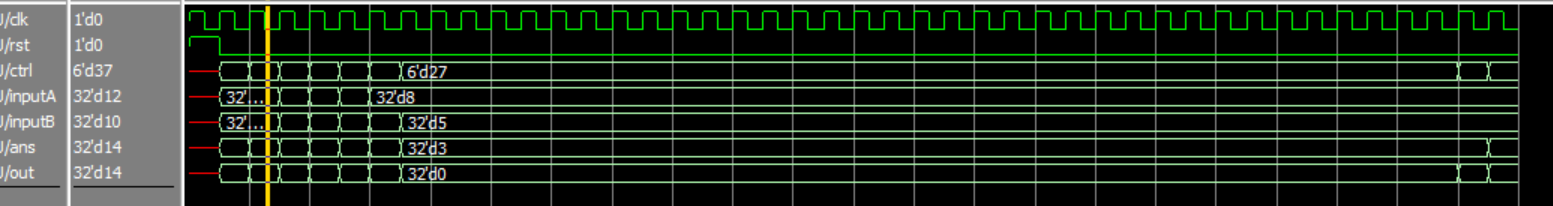 J/clk 1'd0
J/rst 1'd0
J/ctrl 6'd37 6'd27
J/inputA 32'd12 32'... 32'd8
J/inputB 32'd10 32'... 32'd5
J/ans 32'd14 32'd3
J/out 32'd14 32'd0